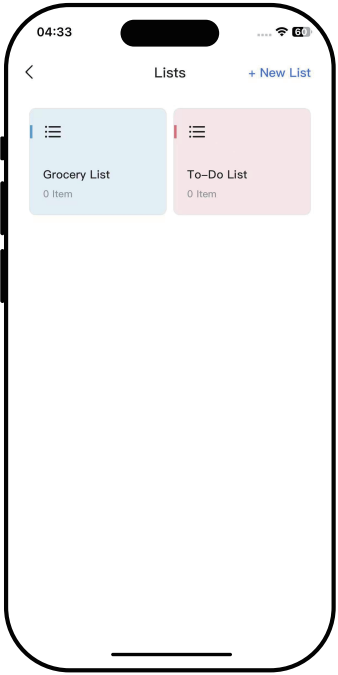 04:33
60
Lists
+ New List
Grocery List
0 Item
To-Do List
0 Item